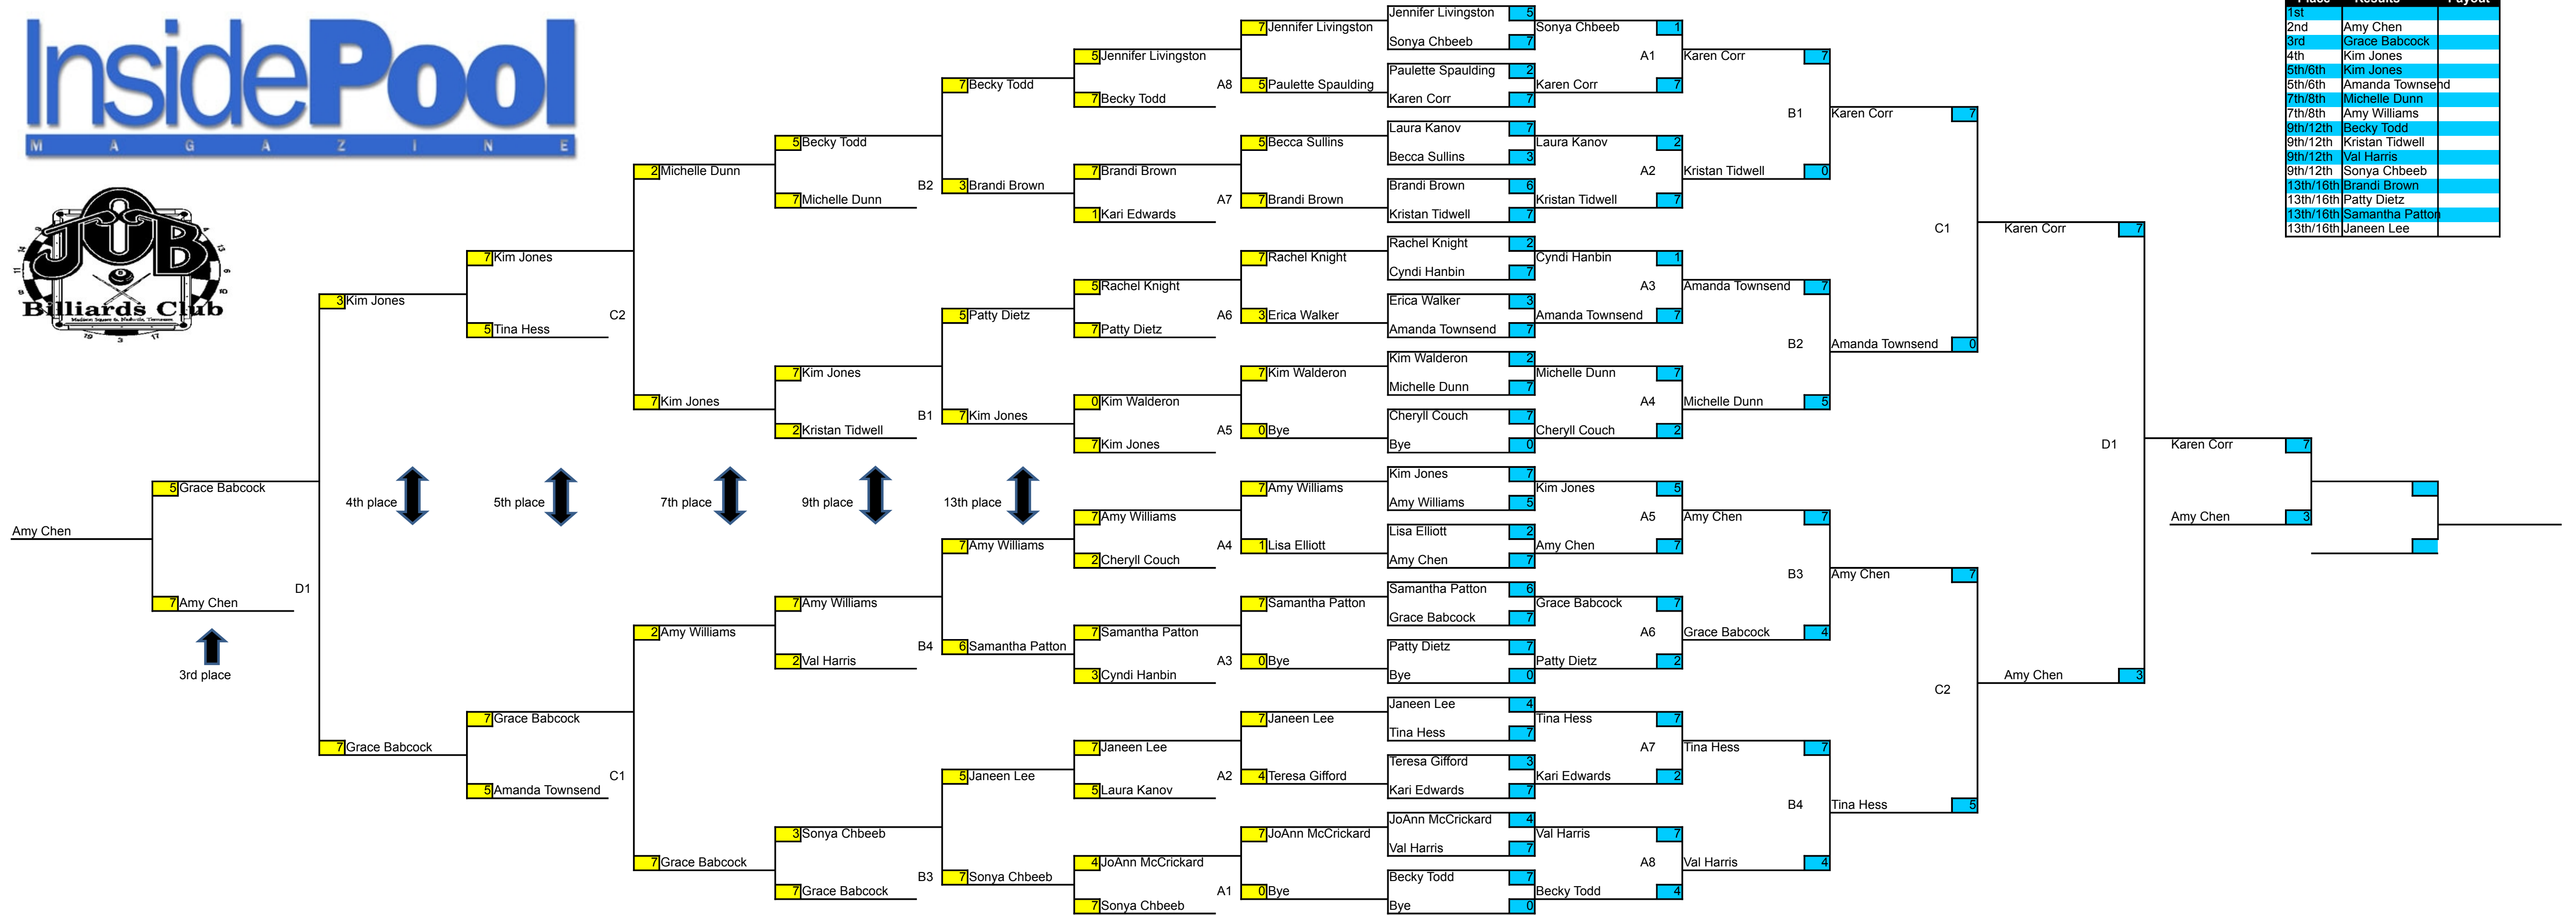 InsidePool
MAGAZINE
JOB
Billiards Club
Place Results Payout
1st
2nd Amy Chen
3rd Grace Babcock
4th Kim Jones
5th/6th Kim Jones
5th/6th Amanda Townsend
7th/8th Michelle Dunn
7th/8th Amy Williams
9th/12th Becky Todd
9th/12th Kristan Tidwell
9th/12th Val Harris
9th/12th Sonya Chbeeb
13th/16th Brandi Brown
13th/16th Patty Dietz
13th/16th Samantha Patton
13th/16th Janeen Lee
Amy Chen
5 Grace Babcock
7 Amy Chen
3rd place
D1
3 Kim Jones
4th place
7 Grace Babcock
7 Kim Jones
5 Tina Hess
C2
5th place
7 Grace Babcock
5 Amanda Townsend
C1
2 Michelle Dunn
7 Kim Jones
7th place
2 Amy Williams
7 Grace Babcock
5 Becky Todd
7 Michelle Dunn
B2
7 Kim Jones
2 Kristan Tidwell
B1
9th place
7 Amy Williams
2 Val Harris
B4
3 Sonya Chbeeb
7 Grace Babcock
B3
7 Becky Todd
3 Brandi Brown
5 Patty Dietz
7 Kim Jones
13th place
7 Amy Williams
6 Samantha Patton
5 Janeen Lee
7 Sonya Chbeeb
5 Jennifer Livingston
7 Becky Todd
A8
7 Brandi Brown
1 Kari Edwards
A7
5 Rachel Knight
7 Patty Dietz
A6
0 Kim Walderon
7 Kim Jones
A5
7 Amy Williams
2 Cheryll Couch
A4
7 Samantha Patton
3 Cyndi Hanbin
A3
7 Janeen Lee
5 Laura Kanov
A2
4 JoAnn McCrickard
7 Sonya Chbeeb
A1
7 Jennifer Livingston
5 Paulette Spaulding
5 Becca Sullins
7 Brandi Brown
7 Rachel Knight
3 Erica Walker
7 Kim Walderon
0 Bye
7 Amy Williams
1 Lisa Elliott
7 Samantha Patton
0 Bye
7 Janeen Lee
4 Teresa Gifford
7 JoAnn McCrickard
0 Bye
Jennifer Livingston 5
Sonya Chbeeb 7
Paulette Spaulding 2
Karen Corr 7
Laura Kanov 7
Becca Sullins 3
Brandi Brown 6
Kristan Tidwell 7
Rachel Knight 2
Cyndi Hanbin 7
Erica Walker 3
Amanda Townsend 7
Kim Walderon 2
Michelle Dunn 7
Cheryll Couch 7
Bye 0
Kim Jones 7
Amy Williams 5
Lisa Elliott 2
Amy Chen 7
Samantha Patton 6
Grace Babcock 7
Patty Dietz 7
Bye 0
Janeen Lee 4
Tina Hess 7
Teresa Gifford 3
Kari Edwards 7
JoAnn McCrickard 4
Val Harris 7
Becky Todd 7
Bye 0
Sonya Chbeeb 1
A1
Karen Corr 7
Laura Kanov 2
A2
Kristan Tidwell 7
Cyndi Hanbin 1
A3
Amanda Townsend 7
Michelle Dunn 7
A4
Cheryll Couch 2
Kim Jones 5
A5
Amy Chen 7
Grace Babcock 7
A6
Patty Dietz 2
Tina Hess 7
A7
Kari Edwards 2
Val Harris 7
A8
Becky Todd 4
Karen Corr 7
B1
Kristan Tidwell 0
Amanda Townsend 7
B2
Michelle Dunn 5
Amy Chen 7
B3
Grace Babcock 4
Tina Hess 7
B4
Val Harris 4
Karen Corr 7
C1
Amanda Townsend 0
Amy Chen 7
C2
Tina Hess 5
Karen Corr 7
D1
Amy Chen 3
Karen Corr 7
Amy Chen 3